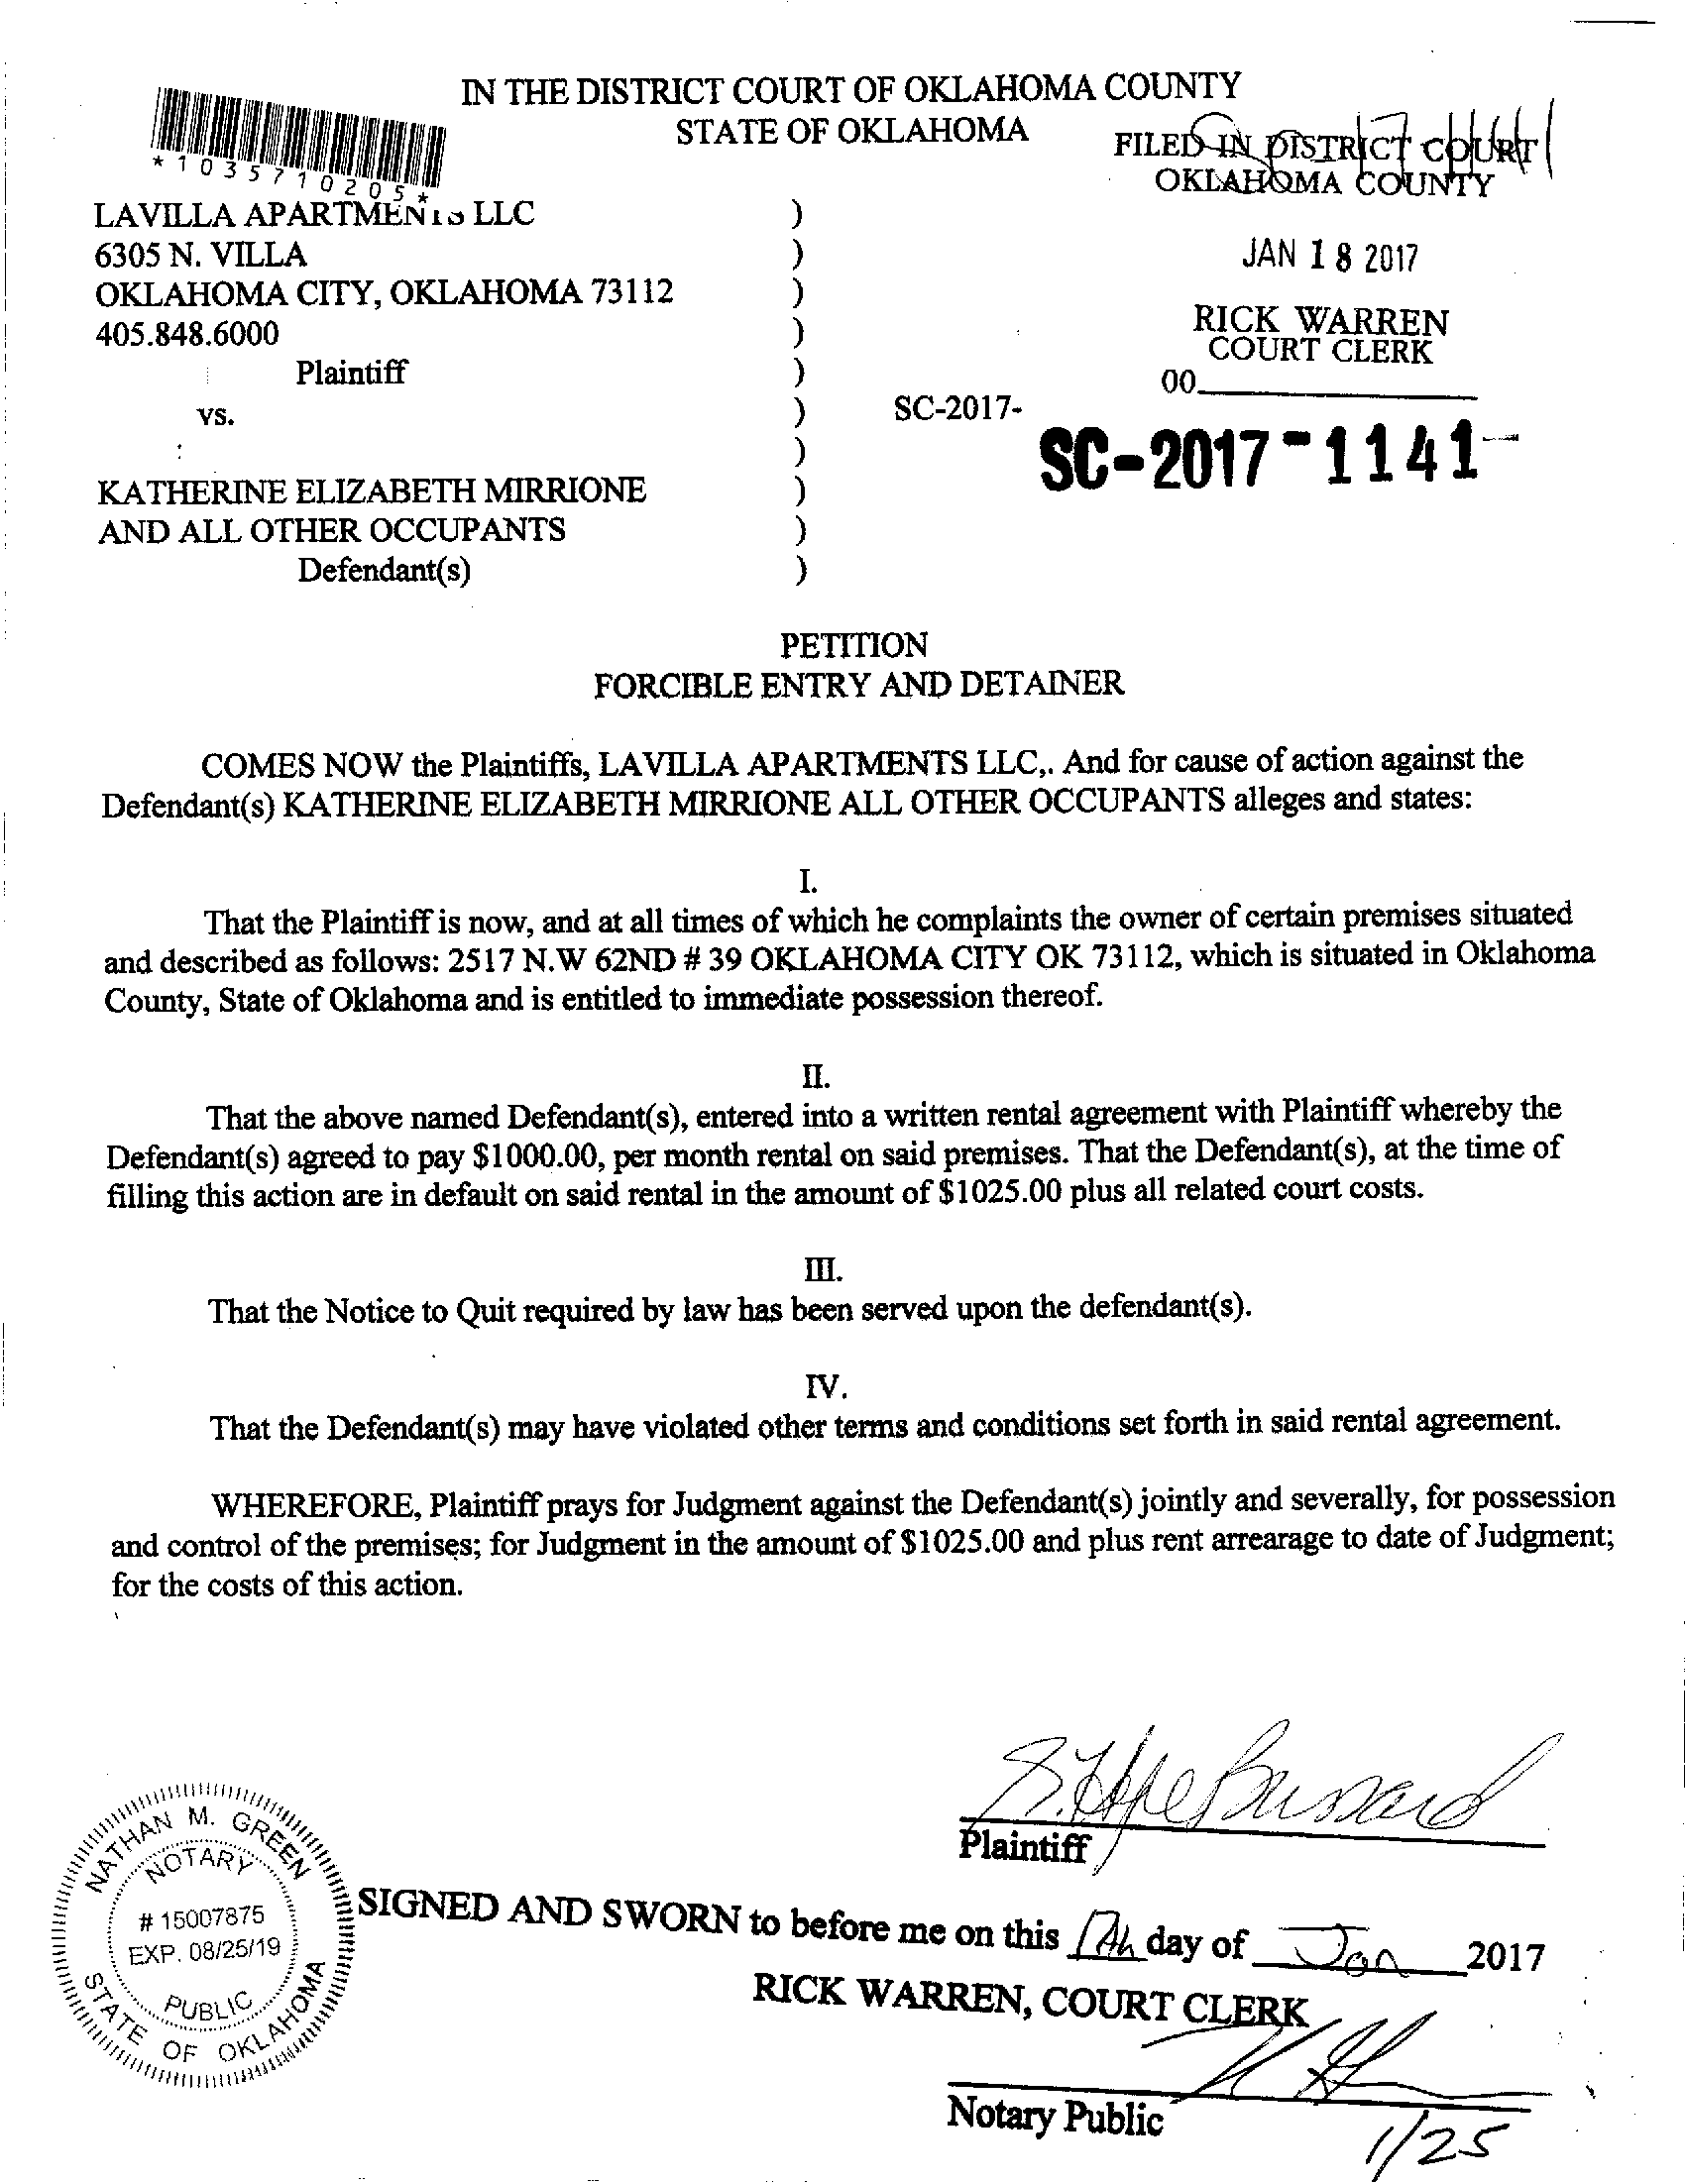 IN THE DISTRICT COURT OF OKLAHOMA COUNTY
STATE OF OKLAHOMA
FILED IN DISTRICT COURT
OKLAHOMA COUNTY
*1035710205*
LAVILLA APARTMENTS LLC
6305 N. VILLA
OKLAHOMA CITY, OKLAHOMA 73112
405.848.6000
Plaintiff
vs.
JAN 18 2017
RICK WARREN
COURT CLERK
00
SC-2017-
SC-2017-1141
KATHERINE ELIZABETH MIRRIONE
AND ALL OTHER OCCUPANTS
Defendant(s)
PETITION
FORCIBLE ENTRY AND DETAINER
COMES NOW the Plaintiffs, LAVILLA APARTMENTS LLC,. And for cause of action against the
Defendant(s) KATHERINE ELIZABETH MIRRIONE ALL OTHER OCCUPANTS alleges and states:
I.
That the Plaintiff is now, and at all times of which he complaints the owner of certain premises situated
and described as follows: 2517 N.W 62ND # 39 OKLAHOMA CITY OK 73112, which is situated in Oklahoma
County, State of Oklahoma and is entitled to immediate possession thereof.
II.
That the above named Defendant(s), entered into a written rental agreement with Plaintiff whereby the
Defendant(s) agreed to pay $1000.00, per month rental on said premises. That the Defendant(s), at the time of
filling this action are in default on said rental in the amount of $1025.00 plus all related court costs.
III.
That the Notice to Quit required by law has been served upon the defendant(s).
IV.
That the Defendant(s) may have violated other terms and conditions set forth in said rental agreement.
WHEREFORE, Plaintiff prays for Judgment against the Defendant(s) jointly and severally, for possession
and control of the premises; for Judgment in the amount of $1025.00 and plus rent arrearage to date of Judgment;
for the costs of this action.
Plaintiff
NATHAN M. GREEN
NOTARY
# 15007875
EXP. 08/25/19
PUBLIC
STATE OF OKLAHOMA
SIGNED AND SWORN to before me on this day of Jan 2017
RICK WARREN, COURT CLERK
Notary Public
1/25